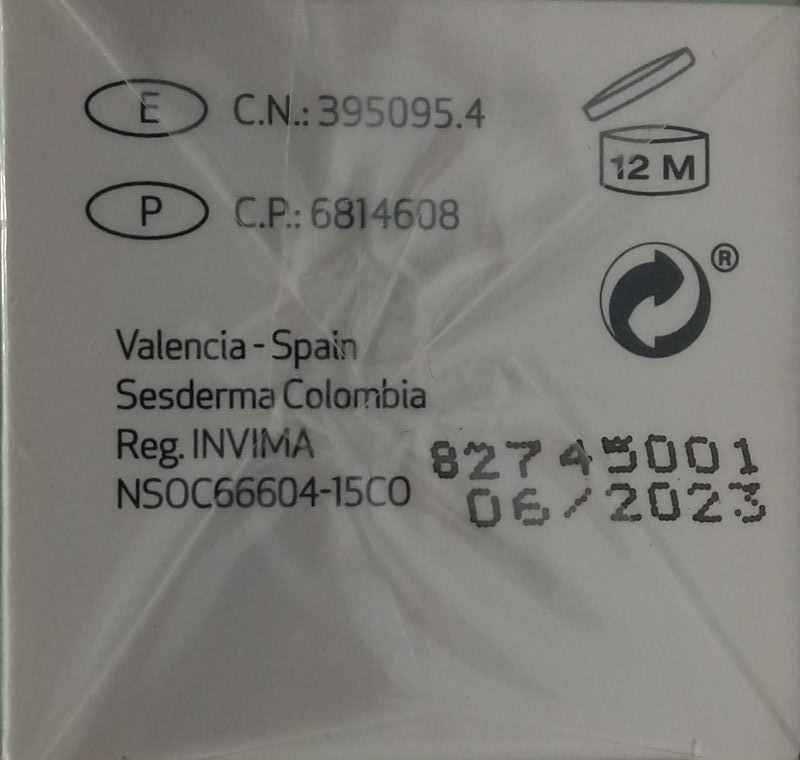 E C.N.: 395095.4
12 M
P C.P.: 6814608
®
Valencia - Spain
Sesderma Colombia
Reg. INVIMA
NSOC66604-15CO
82745001
06/2023